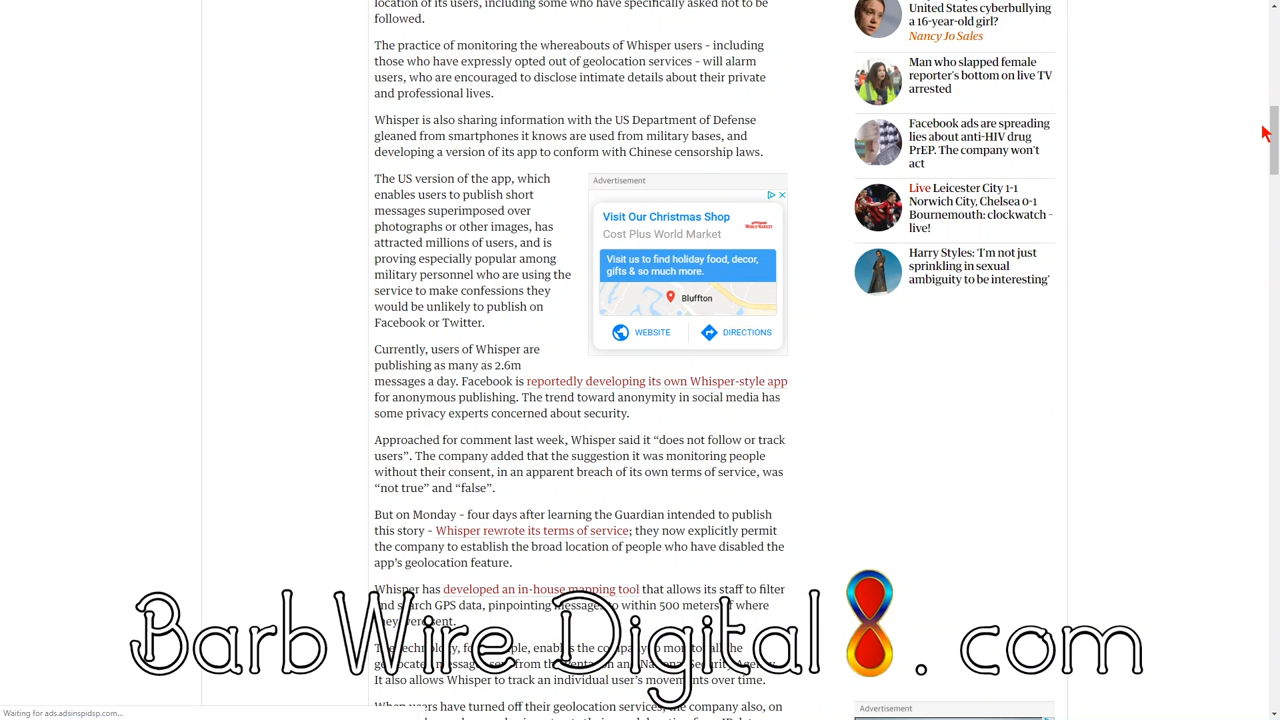 location of its users, including some who have specifically asked not to be
followed.
The practice of monitoring the whereabouts of Whisper users – including
those who have expressly opted out of geolocation services – will alarm
users, who are encouraged to disclose intimate details about their private
and professional lives.
Whisper is also sharing information with the US Department of Defense
gleaned from smartphones it knows are used from military bases, and
developing a version of its app to conform with Chinese censorship laws.
The US version of the app, which
enables users to publish short
messages superimposed over
photographs or other images, has
attracted millions of users, and is
proving especially popular among
military personnel who are using the
service to make confessions they
would be unlikely to publish on
Facebook or Twitter.
Advertisement
Visit Our Christmas Shop
Cost Plus World Market
WORLD MARKET
Visit us to find holiday food, decor,
gifts & so much more.
Bluffton
WEBSITE
DIRECTIONS
Currently, users of Whisper are
publishing as many as 2.6m
messages a day. Facebook is reportedly developing its own Whisper-style app
for anonymous publishing. The trend toward anonymity in social media has
some privacy experts concerned about security.
Approached for comment last week, Whisper said it “does not follow or track
users”. The company added that the suggestion it was monitoring people
without their consent, in an apparent breach of its own terms of service, was
“not true” and “false”.
But on Monday – four days after learning the Guardian intended to publish
this story – Whisper rewrote its terms of service; they now explicitly permit
the company to establish the broad location of people who have disabled the
app’s geolocation feature.
Whisper has developed an in-house mapping tool that allows its staff to filter
and search GPS data, pinpointing messages to within 500 meters of where
they were sent.
The technology, for example, enables the company to monitor all the
geolocated messages sent from the Pentagon and National Security Agency.
It also allows Whisper to track an individual user’s movements over time.
When users have turned off their geolocation services, the company also, on
United States cyberbullying
a 16-year-old girl?
Nancy Jo Sales
Man who slapped female
reporter’s bottom on live TV
arrested
Facebook ads are spreading
lies about anti-HIV drug
PrEP. The company won’t
act
Live Leicester City 1-1
Norwich City, Chelsea 0-1
Bournemouth: clockwatch –
live!
Harry Styles: ‘I’m not just
sprinkling in sexual
ambiguity to be interesting’
Advertisement
BarbWire Digital8.com
Waiting for ads.adsinspidsp.com...